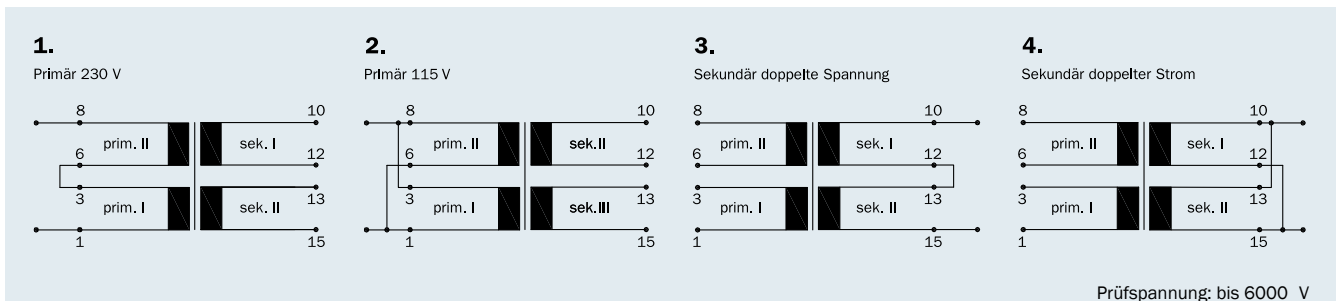 1.
Primär 230 V
8
10
prim. II
sek. I
6
12
3
13
prim. I
sek. II
1
15
2.
Primär 115 V
8
10
prim. II
sek.II
6
12
3
13
prim. I
sek.III
1
15
3.
Sekundär doppelte Spannung
8
10
prim. II
sek. I
6
12
3
13
prim. I
sek. II
1
15
4.
Sekundär doppelter Strom
8
10
prim. II
sek. I
6
12
3
13
prim. I
sek. II
1
15
Prüfspannung: bis 6000 V